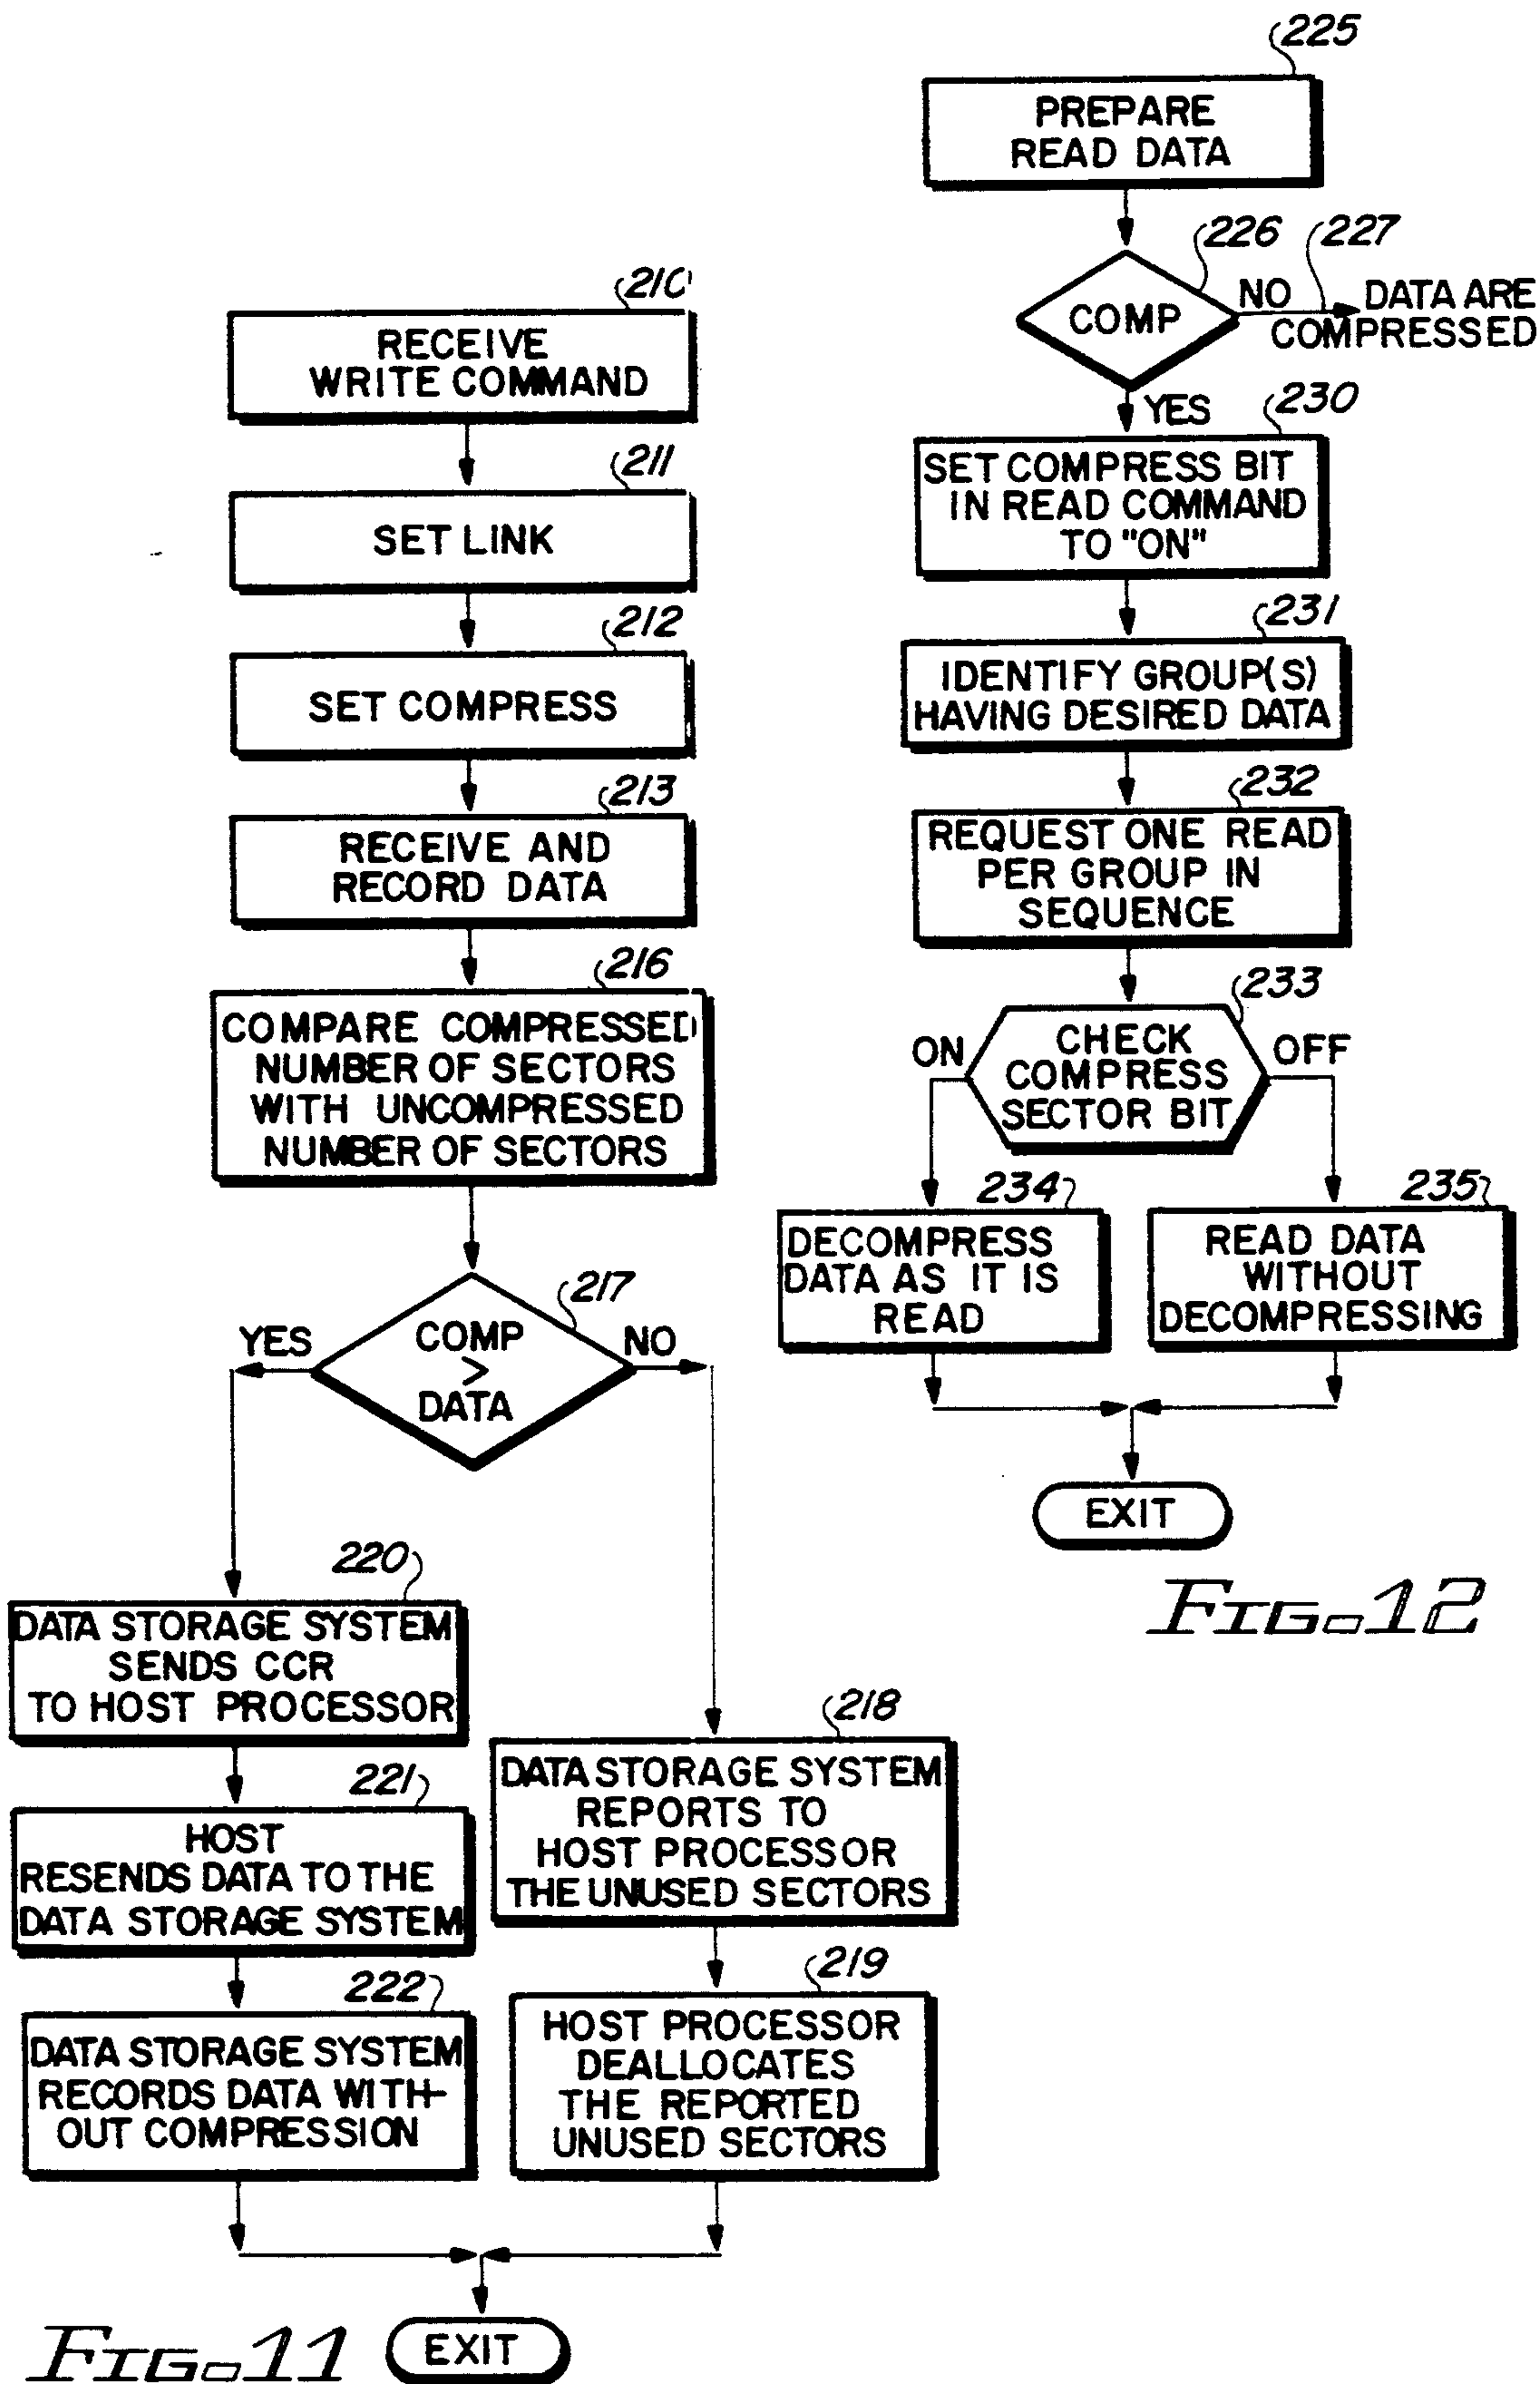 210
RECEIVE
WRITE COMMAND
211
SET LINK
212
SET COMPRESS
213
RECEIVE AND
RECORD DATA
216
COMPARE COMPRESSED
NUMBER OF SECTORS
WITH UNCOMPRESSED
NUMBER OF SECTORS
217
COMP
>
DATA
YES
NO
220
DATA STORAGE SYSTEM
SENDS CCR
TO HOST PROCESSOR
221
HOST
RESENDS DATA TO THE
DATA STORAGE SYSTEM
222
DATA STORAGE SYSTEM
RECORDS DATA WITH-
OUT COMPRESSION
218
DATA STORAGE SYSTEM
REPORTS TO
HOST PROCESSOR
THE UNUSED SECTORS
219
HOST PROCESSOR
DEALLOCATES
THE REPORTED
UNUSED SECTORS
EXIT
FIG. 11
225
PREPARE
READ DATA
226
COMP
NO
227
DATA ARE
COMPRESSED
YES
230
SET COMPRESS BIT
IN READ COMMAND
TO "ON"
231
IDENTIFY GROUP(S)
HAVING DESIRED DATA
232
REQUEST ONE READ
PER GROUP IN
SEQUENCE
233
CHECK
COMPRESS
SECTOR BIT
ON
OFF
234
DECOMPRESS
DATA AS IT IS
READ
235
READ DATA
WITHOUT
DECOMPRESSING
EXIT
FIG. 12